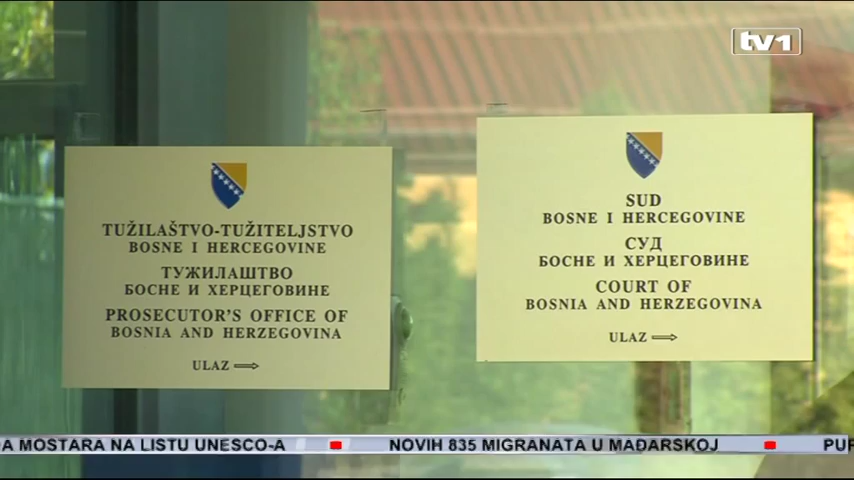 tv1
TUŽILAŠTVO-TUŽITELJSTVO
BOSNE I HERCEGOVINE
ТУЖИЛАШТВО
БОСНЕ И ХЕРЦЕГОВИНЕ
PROSECUTOR'S OFFICE OF
BOSNIA AND HERZEGOVINA
ULAZ
SUD
BOSNE I HERCEGOVINE
СУД
БОСНЕ И ХЕРЦЕГОВИНЕ
COURT OF
BOSNIA AND HERZEGOVINA
ULAZ
A MOSTARA NA LISTU UNESCO-A NOVIH 835 MIGRANATA U MAĐARSKOJ